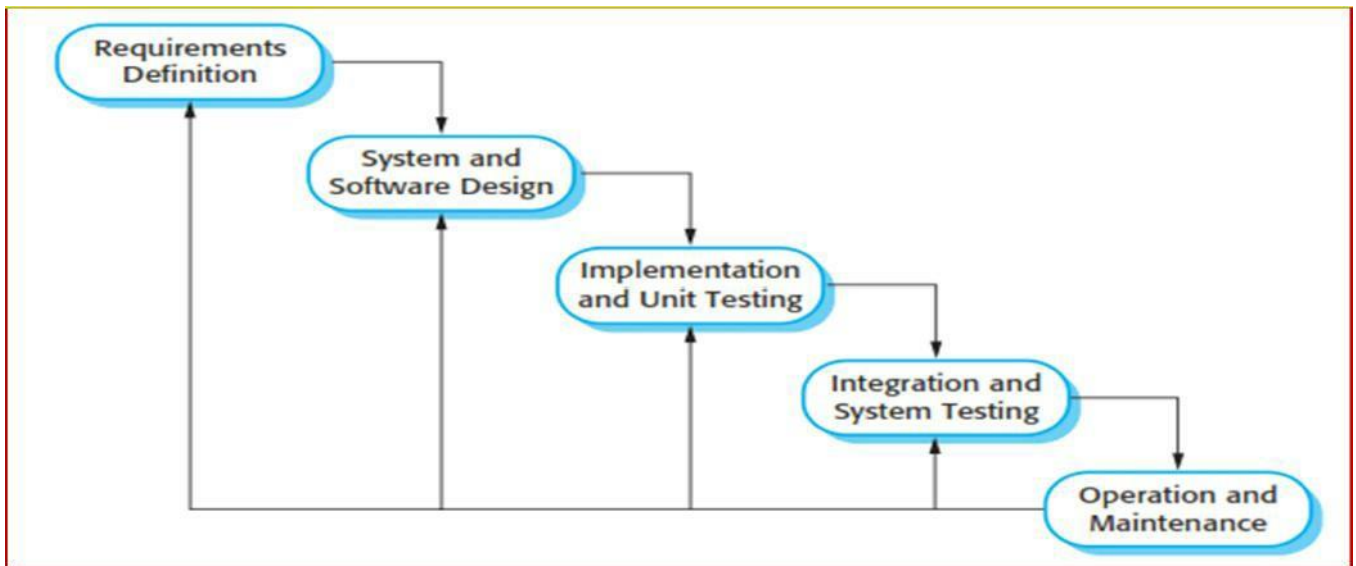 Requirements
Definition
System and
Software Design
Implementation
and Unit Testing
Integration and
System Testing
Operation and
Maintenance